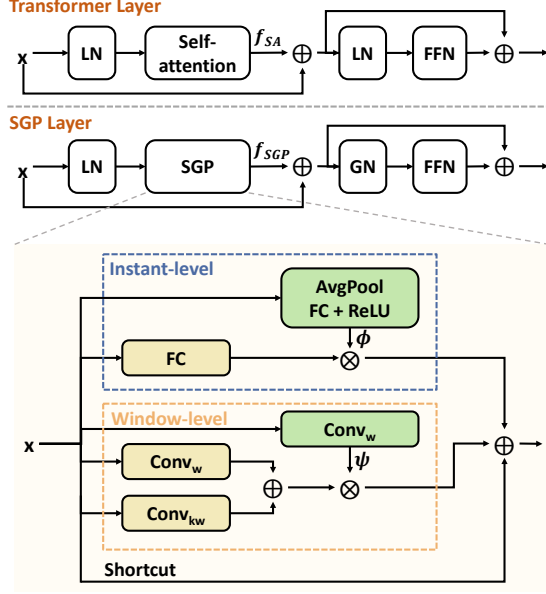 Transformer Layer
x
LN
Self-
attention
f_SA
⊕
LN
FFN
⊕
SGP Layer
x
LN
SGP
f_SGP
⊕
GN
FFN
⊕
Instant-level
AvgPool
FC + ReLU
ϕ
FC
⊗
Window-level
Conv_w
x
Conv_w
ψ
⊕
⊗
⊕
Conv_kw
Shortcut